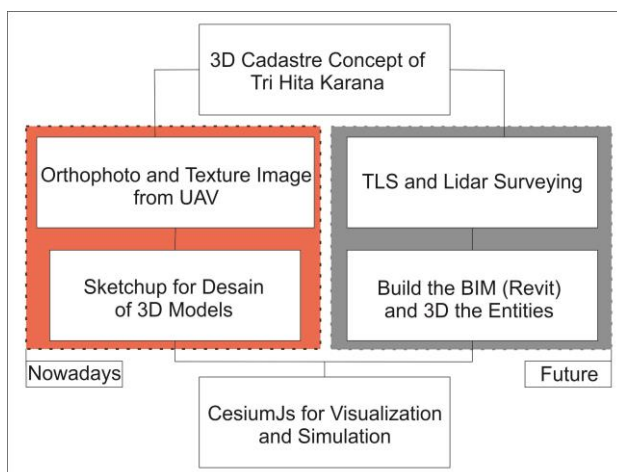 3D Cadastre Concept of
Tri Hita Karana
Orthophoto and Texture Image
from UAV
TLS and Lidar Surveying
Sketchup for Desain
of 3D Models
Build the BIM (Revit)
and 3D the Entities
Nowadays
Future
CesiumJs for Visualization
and Simulation